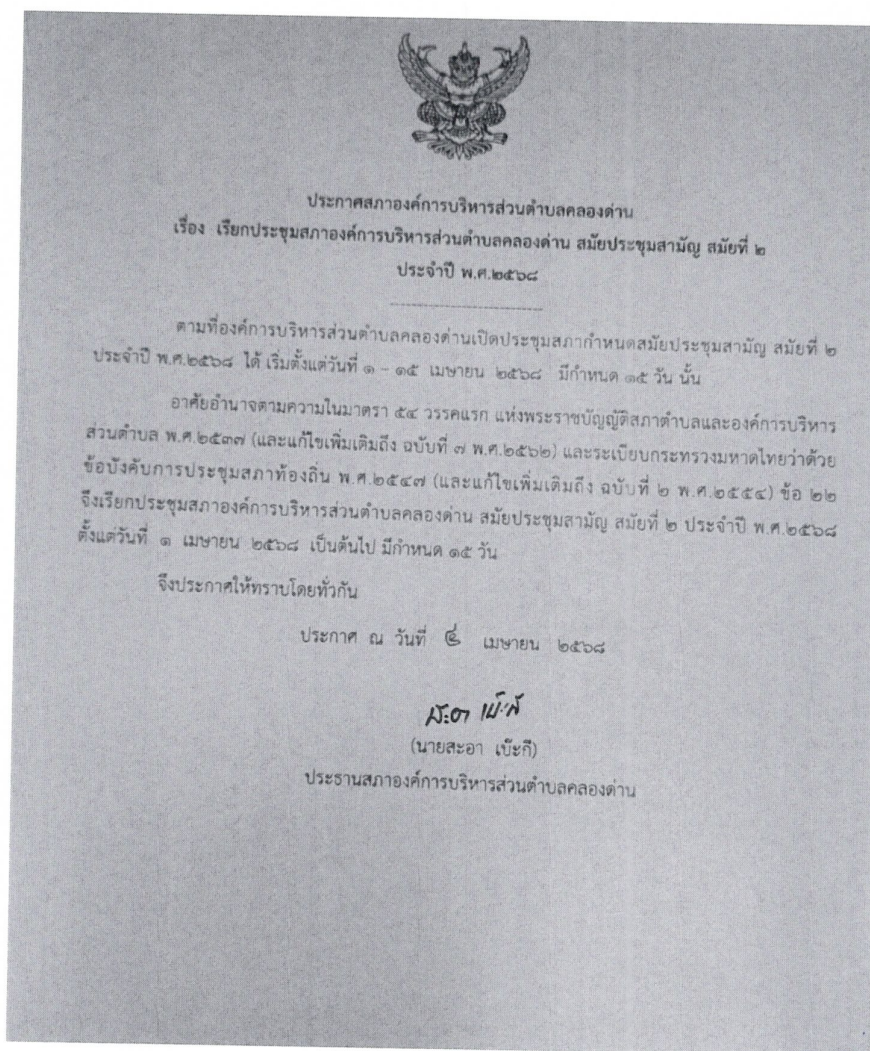 ประกาศสภาองค์การบริหารส่วนตำบลคลองด่าน
เรื่อง เรียกประชุมสภาองค์การบริหารส่วนตำบลคลองด่าน สมัยประชุมสามัญ สมัยที่ ๒
ประจำปี พ.ศ.๒๕๖๘
ตามที่องค์การบริหารส่วนตำบลคลองด่านเปิดประชุมสภากำหนดสมัยประชุมสามัญ สมัยที่ ๒
ประจำปี พ.ศ.๒๕๖๘ ได้ เริ่มตั้งแต่วันที่ ๑ - ๑๕ เมษายน ๒๕๖๘ มีกำหนด ๑๕ วัน นั้น
อาศัยอำนาจตามความในมาตรา ๕๔ วรรคแรก แห่งพระราชบัญญัติสภาตำบลและองค์การบริหาร
ส่วนตำบล พ.ศ.๒๕๓๗ (และแก้ไขเพิ่มเติมถึง ฉบับที่ ๗ พ.ศ.๒๕๖๒) และระเบียบกระทรวงมหาดไทยว่าด้วย
ข้อบังคับการประชุมสภาท้องถิ่น พ.ศ.๒๕๔๗ (และแก้ไขเพิ่มเติมถึง ฉบับที่ ๒ พ.ศ.๒๕๕๔) ข้อ ๒๒
จึงเรียกประชุมสภาองค์การบริหารส่วนตำบลคลองด่าน สมัยประชุมสามัญ สมัยที่ ๒ ประจำปี พ.ศ.๒๕๖๘
ตั้งแต่วันที่ ๑ เมษายน ๒๕๖๘ เป็นต้นไป มีกำหนด ๑๕ วัน
จึงประกาศให้ทราบโดยทั่วกัน
ประกาศ ณ วันที่ เมษายน ๒๕๖๘
สะอา
(นายสะอา เบ๊ะกี)
ประธานสภาองค์การบริหารส่วนตำบลคลองด่าน